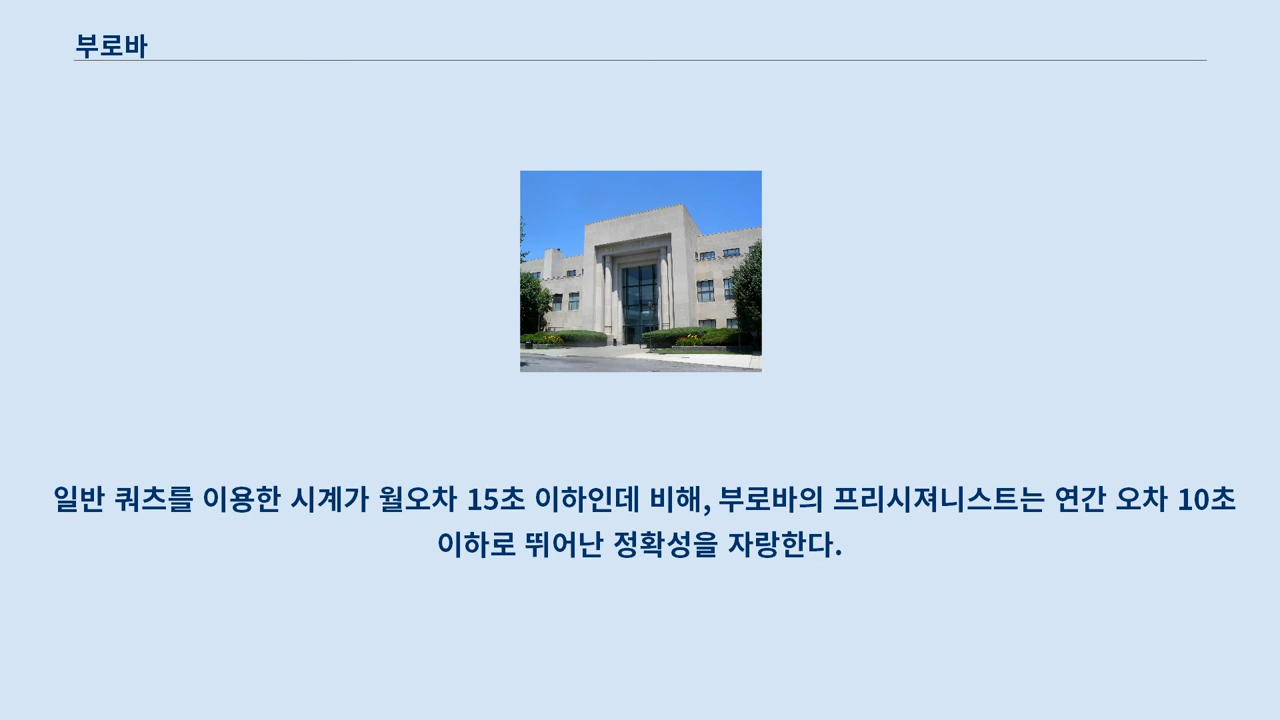 부로바
일반 쿼츠를 이용한 시계가 월오차 15초 이하인데 비해, 부로바의 프리시져니스트는 연간 오차 10초
이하로 뛰어난 정확성을 자랑한다.